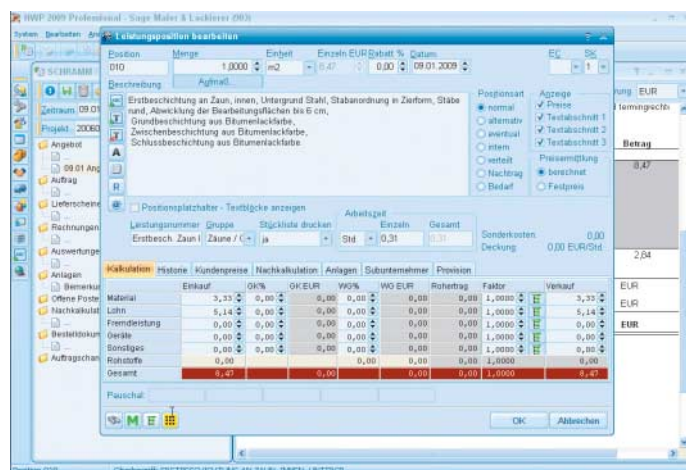 HWP 2009 Professional - Sage Maler & Lackierer (003)
System Bearbeiten
Leistungsposition bearbeiten
Position Menge Einheit Einzeln EUR Rabatt % Datum EC SK
010 1,0000 m2 8,47 0,00 09.01.2009 1
Beschreibung Aufmaß...
Erstbeschichtung an Zaun, innen, Untergrund Stahl, Stabanordnung in Zierform, Stäbe
rund, Abwicklung der Bearbeitungsflächen bis 6 cm,
Grundbeschichtung aus Bitumenlackfarbe,
Zwischenbeschichtung aus Bitumenlackfarbe,
Schlussbeschichtung aus Bitumenlackfarbe
Positionsart
normal
alternativ
eventual
intern
verteilt
Nachtrag
Bedarf
Anzeige
Preise
Textabschnitt 1
Textabschnitt 2
Textabschnitt 3
Preisermittlung
berechnet
Festpreis
Positionsplatzhalter - Textblöcke anzeigen
Leistungsnummer Gruppe Stückliste drucken
Erstbesch. Zaun I Zäune / ja
Arbeitszeit
Einzeln Gesamt
Std. 0,31 0,31
Sonderkosten 0,00
Deckung 0,00 EUR/Std.
Kalkulation Historie Kundenpreise Nachkalkulation Anlagen Subunternehmer Provision
Einkauf GK% GK EUR WG% WG EUR Rohertrag Faktor Verkauf
Material 3,33 0,00 0,00 0,00 0,00 0,00 1,0000 3,33
Lohn 5,14 0,00 0,00 0,00 0,00 0,00 1,0000 5,14
Fremdleistung 0,00 0,00 0,00 0,00 0,00 0,00 1,0000 0,00
Geräte 0,00 0,00 0,00 0,00 0,00 0,00 1,0000 0,00
Sonstiges 0,00 0,00 0,00 0,00 0,00 0,00 1,0000 0,00
Rohstoffe 0,00 0,00 0,00 0,00 1,0000 0,00
Gesamt 8,47 0,00 0,00 0,00 1,0000 8,47
Pauschal:
OK Abbrechen
SCHRAMM
Zeitraum 09.01
Projekt 20060
Angebot
09.01 Ang
Auftrag
Lieferscheine
Rechnungen
Auswertunge
Anlagen
Bemerku
Offene Poste
Nachkalkulat
Bestelldokum
Auftragschan
rung EUR
Betrag
8,47
2,84
EUR
EUR
EUR